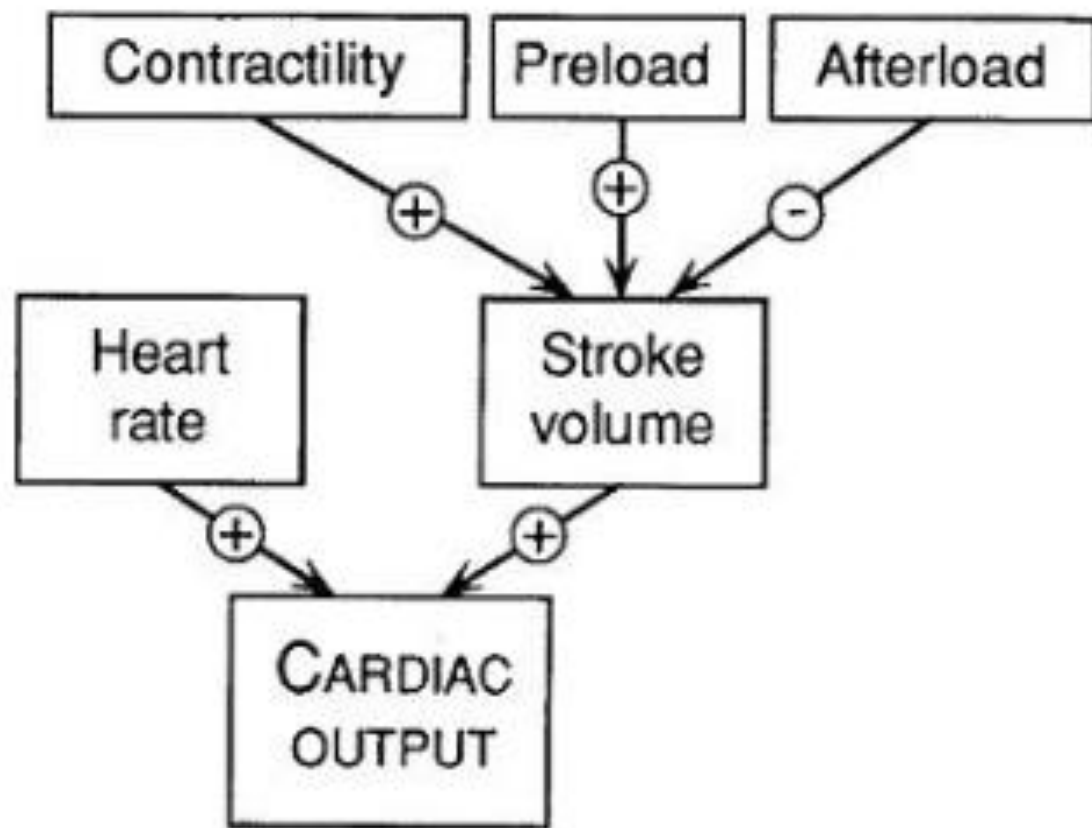 Contractility
Preload
Afterload
+
+
-
Heart
rate
Stroke
volume
+
+
CARDIAC
OUTPUT